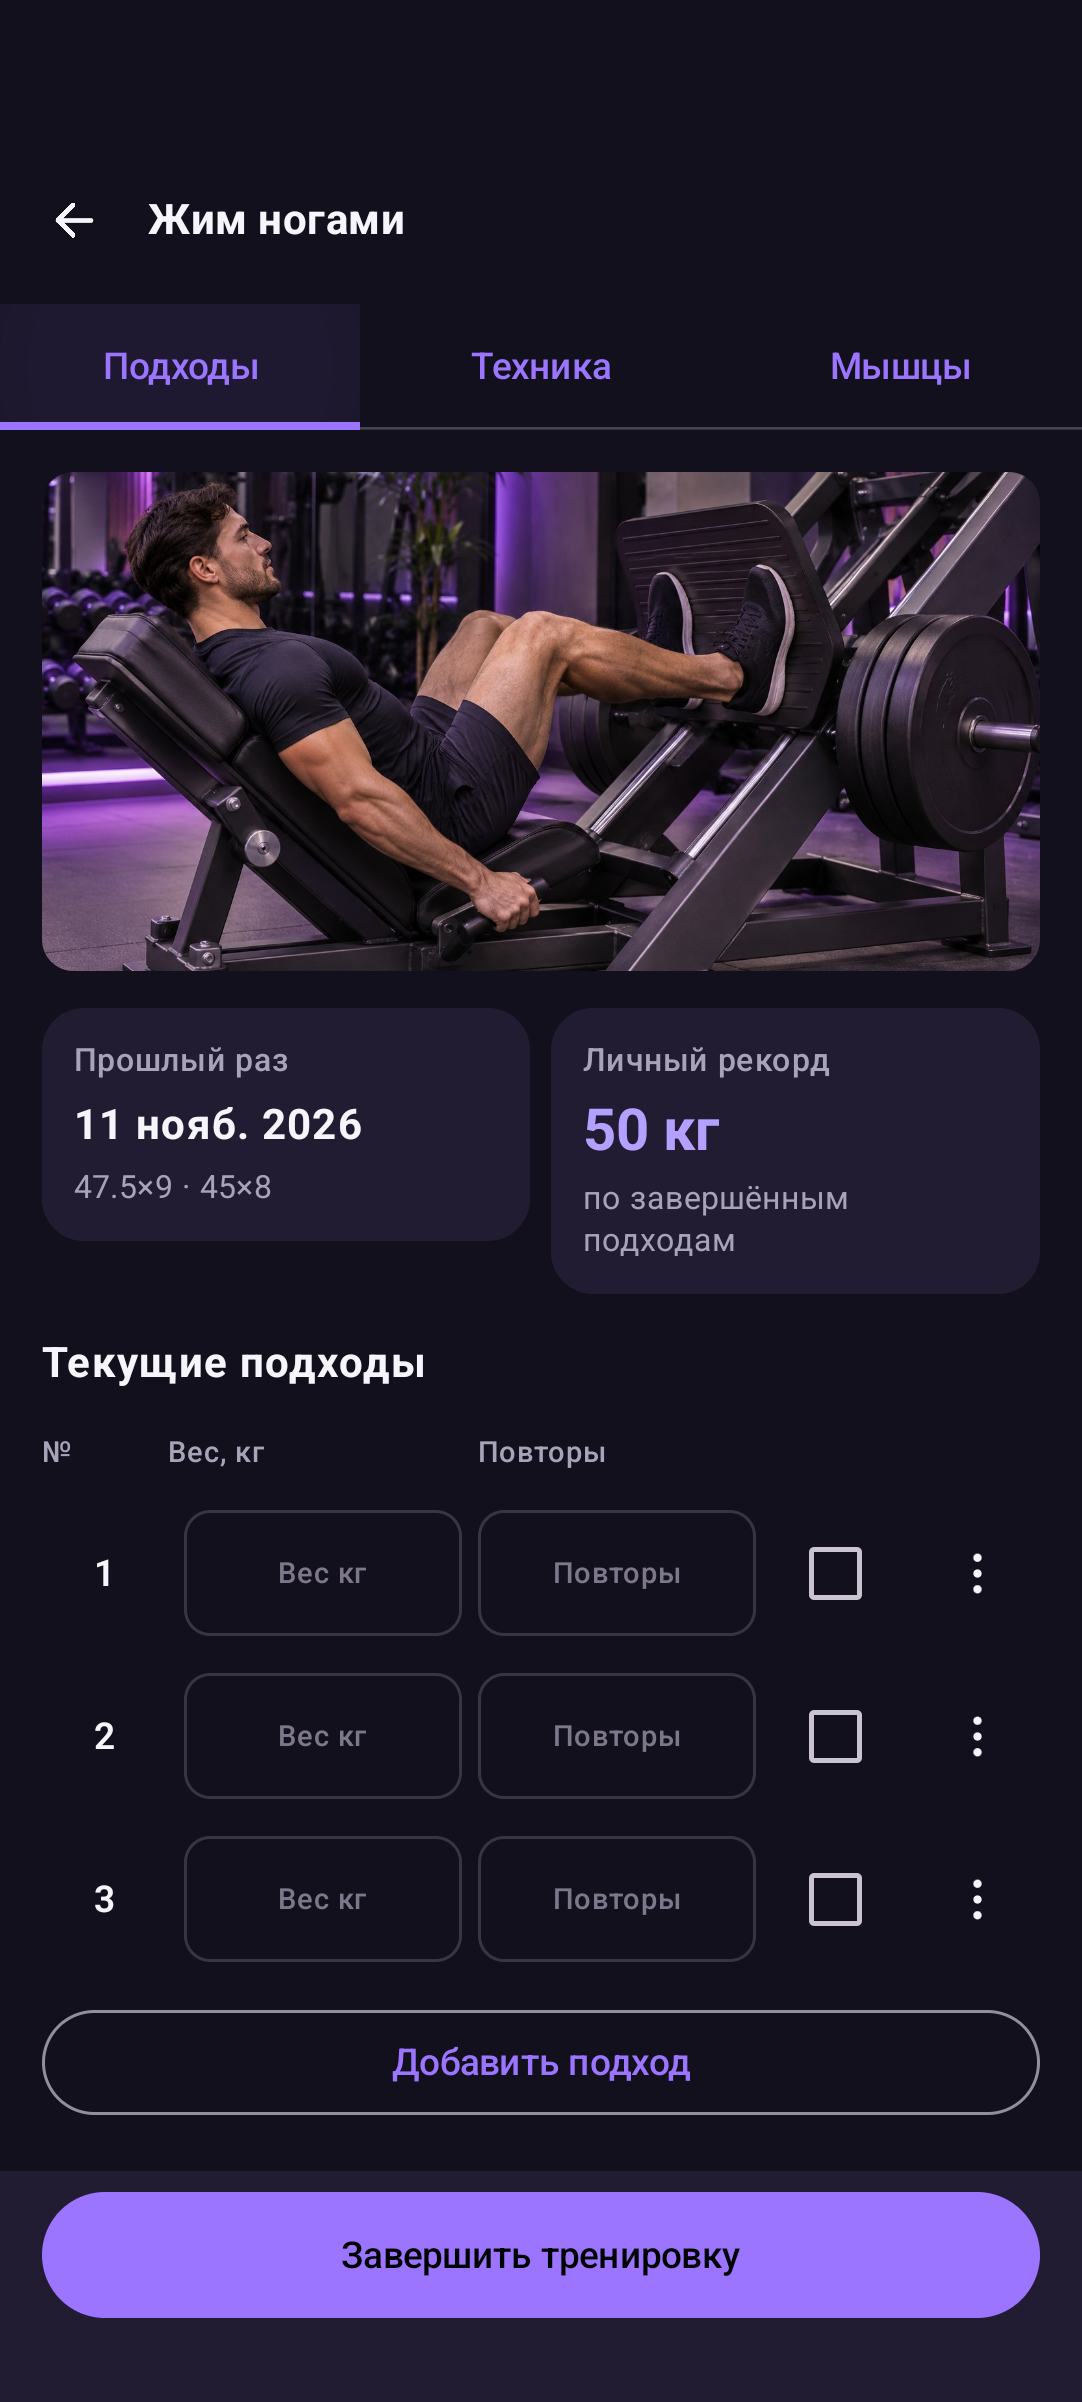 Жим ногами
Подходы
Техника
Мышцы
Прошлый раз
11 нояб. 2026
47.5×9 · 45×8
Личный рекорд
50 кг
по завершённым
подходам
Текущие подходы
№ Вес, кг Повторы
1 Вес кг Повторы
2 Вес кг Повторы
3 Вес кг Повторы
Добавить подход
Завершить тренировку